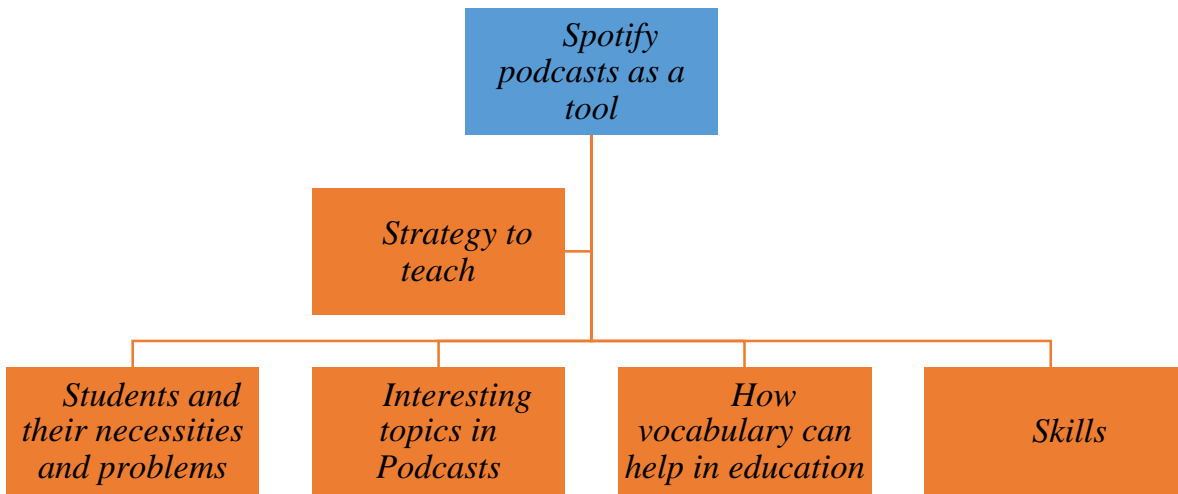 Spotify
podcasts as a
tool
Strategy to
teach
Students and
their necessities
and problems
Interesting
topics in
Podcasts
How
vocabulary can
help in education
Skills